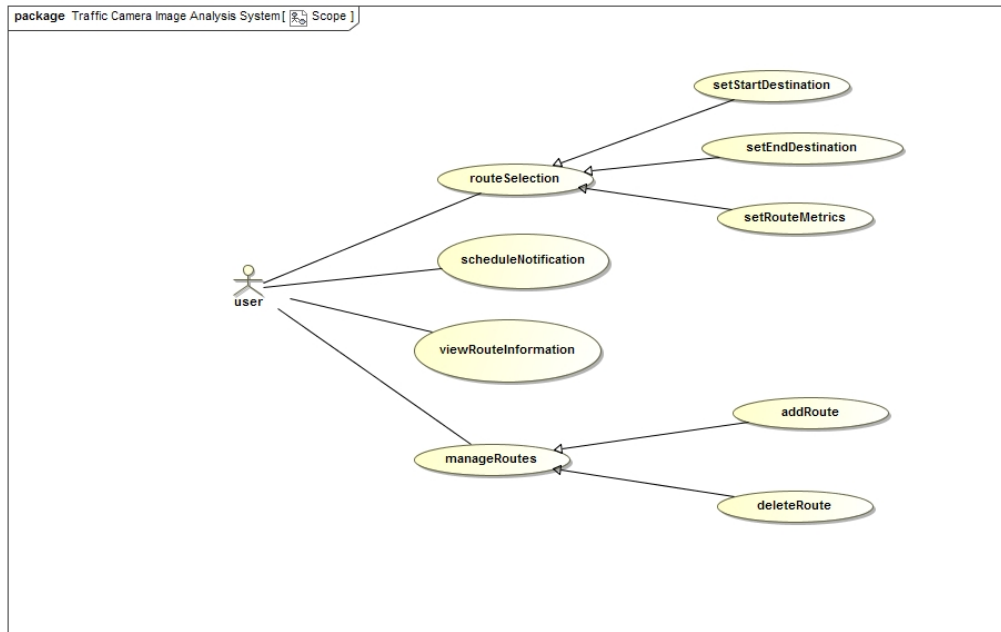 package Traffic Camera Image Analysis System[ Scope ]
setStartDestination
setEndDestination
routeSelection
setRouteMetrics
scheduleNotification
user
viewRouteInformation
addRoute
manageRoutes
deleteRoute